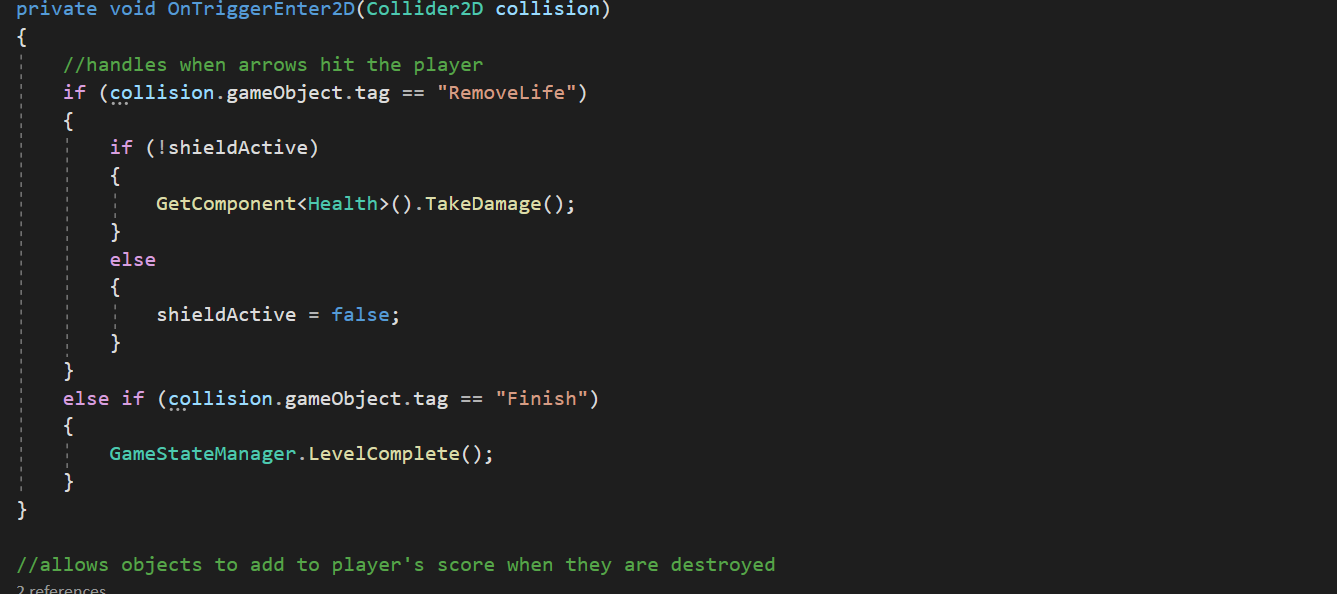 private void OnTriggerEnter2D(Collider2D collision)
{
//handles when arrows hit the player
if (collision.gameObject.tag == "RemoveLife")
{
if (!shieldActive)
{
GetComponent<Health>().TakeDamage();
}
else
{
shieldActive = false;
}
}
else if (collision.gameObject.tag == "Finish")
{
GameStateManager.LevelComplete();
}
}
//allows objects to add to player's score when they are destroyed
2 references